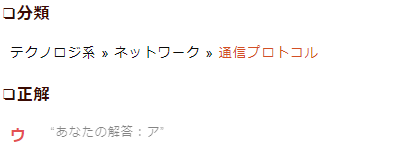 ❏分類
テクノロジ系 » ネットワーク » 通信プロトコル
❏正解
ウ “あなたの解答：ア”